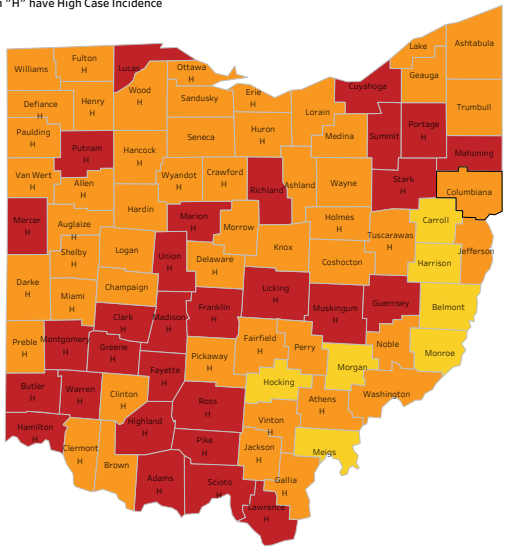 "H" have High Case Incidence
Lake
Ashtabula
Fulton
H
Lucas
Ottawa
H
Williams
Geauga
Cuyahoga
H
Wood
H
Erie
H
Sandusky
Henry
H
Defiance
H
Trumbull
Lorain
Portage
H
Huron
H
Paulding
H
Seneca
Medina
Summit
Putnam
H
Hancock
H
Mahoning
Van Wert
H
Allen
H
Wyandot
H
Crawford
H
Richland
Ashland
Wayne
Stark
H
Columbiana
Hardin
Mercer
H
Marion
H
Holmes
H
Carroll
Auglaize
H
Morrow
Tuscarawas
H
Knox
Logan
Shelby
H
Union
H
Jefferson
Delaware
H
Coshocton
Harrison
Darke
H
Champaign
Licking
H
Miami
H
Guernsey
H
Franklin
H
Muskingum
H
Belmont
Clark
H
Madison
H
Montgomery
H
Preble
H
Greene
H
Fairfield
H
Perry
Noble
Monroe
Pickaway
H
Morgan
Fayette
H
Hocking
Butler
H
Warren
H
Clinton
H
Athens
H
Washington
Ross
H
Vinton
H
Highland
H
Hamilton
H
Pike
H
Clermont
H
Jackson
H
Meigs
Brown
Adams
H
Scioto
H
Gallia
H
Lawrence
H